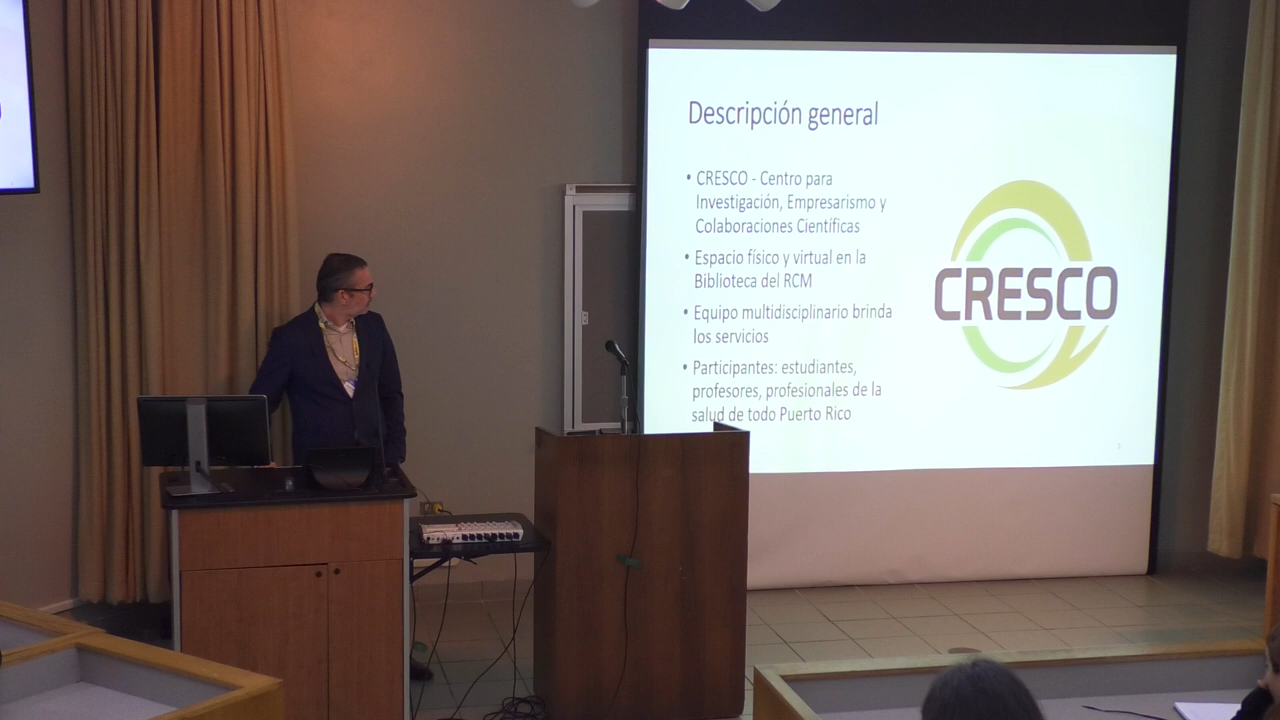 Descripción general
• CRESCO - Centro para
Investigación, Empresarismo y
Colaboraciones Científicas
• Espacio físico y virtual en la
Biblioteca del RCM
• Equipo multidisciplinario brinda
los servicios
• Participantes: estudiantes,
profesores, profesionales de la
salud de todo Puerto Rico
CRESCO